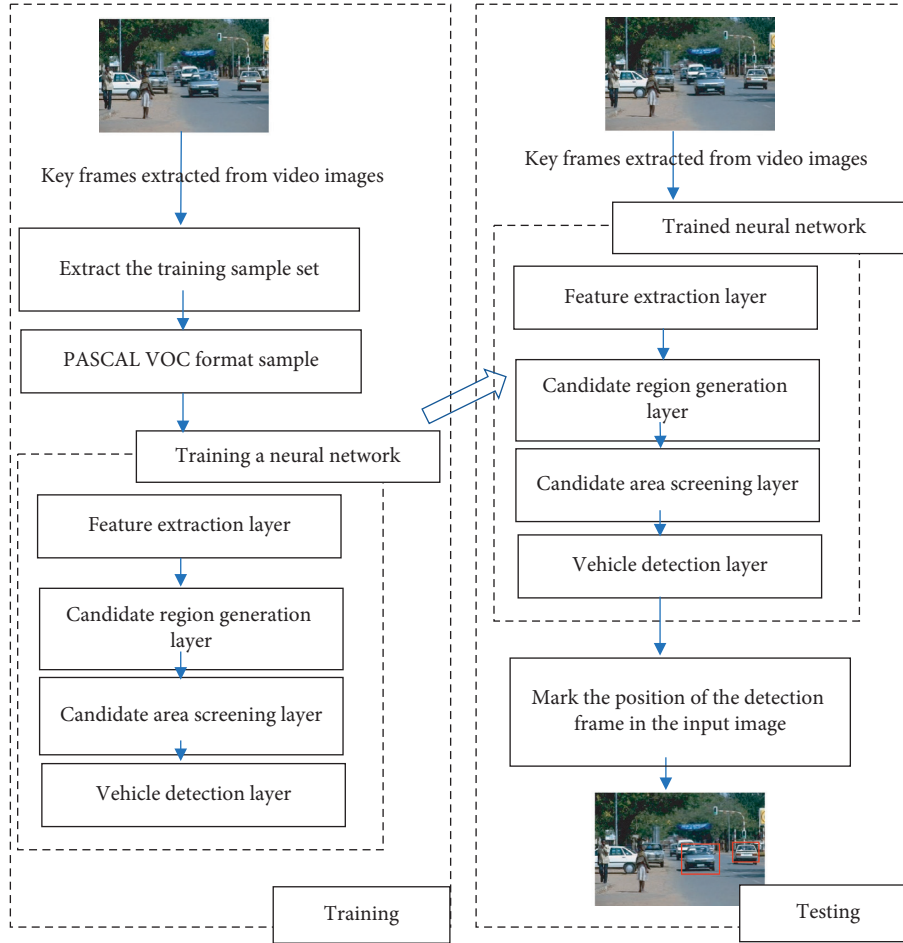 Key frames extracted from video images
Extract the training sample set
PASCAL VOC format sample
Training a neural network
Feature extraction layer
Candidate region generation
layer
Candidate area screening layer
Vehicle detection layer
Training
Key frames extracted from video images
Trained neural network
Feature extraction layer
Candidate region generation
layer
Candidate area screening layer
Vehicle detection layer
Mark the position of the detection
frame in the input image
Testing